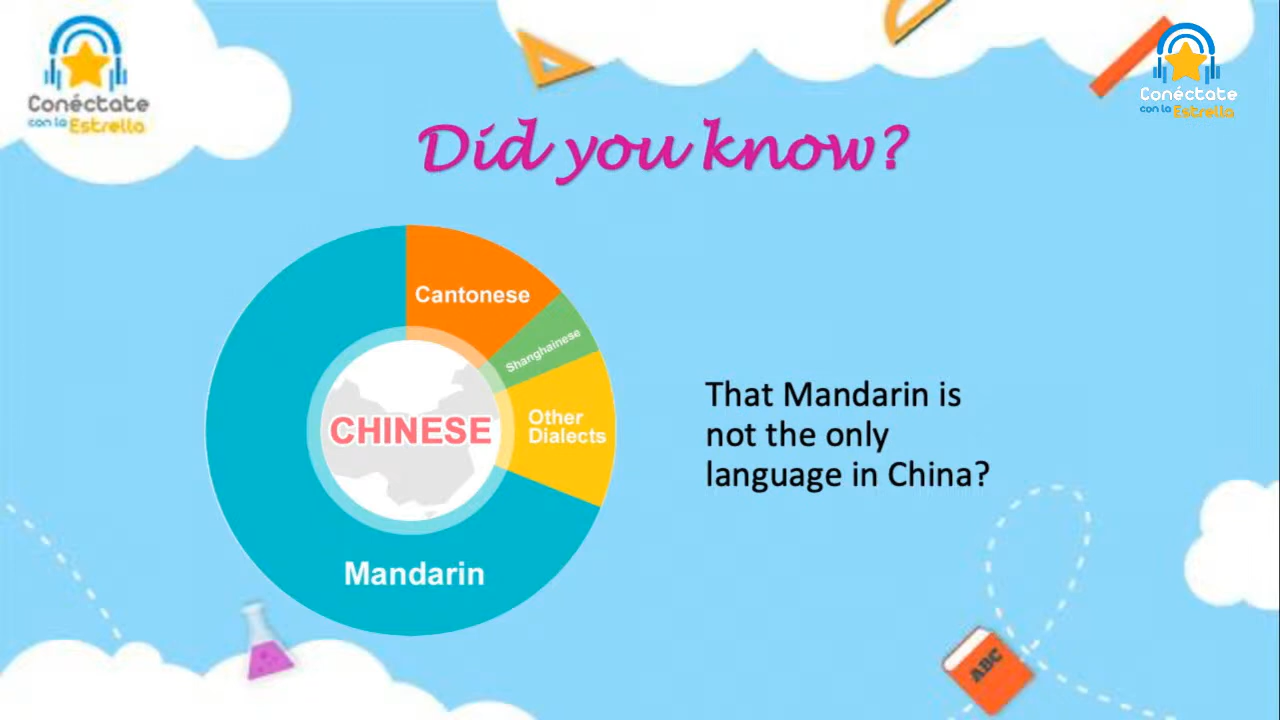 Conéctate
con la Estrella
Conéctate
con la Estrella
Did you know?
Cantonese
Shanghainese
Other
Dialects
CHINESE
Mandarin
That Mandarin is
not the only
language in China?
ABC